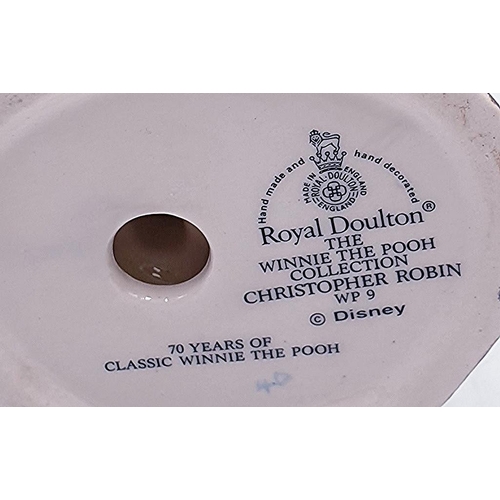 Hand made and hand decorated
MADE IN ENGLAND
ROYAL-DOULTON
ENGLAND
Royal Doulton®
THE
WINNIE THE POOH
COLLECTION
CHRISTOPHER ROBIN
WP 9
© Disney
70 YEARS OF
CLASSIC WINNIE THE POOH